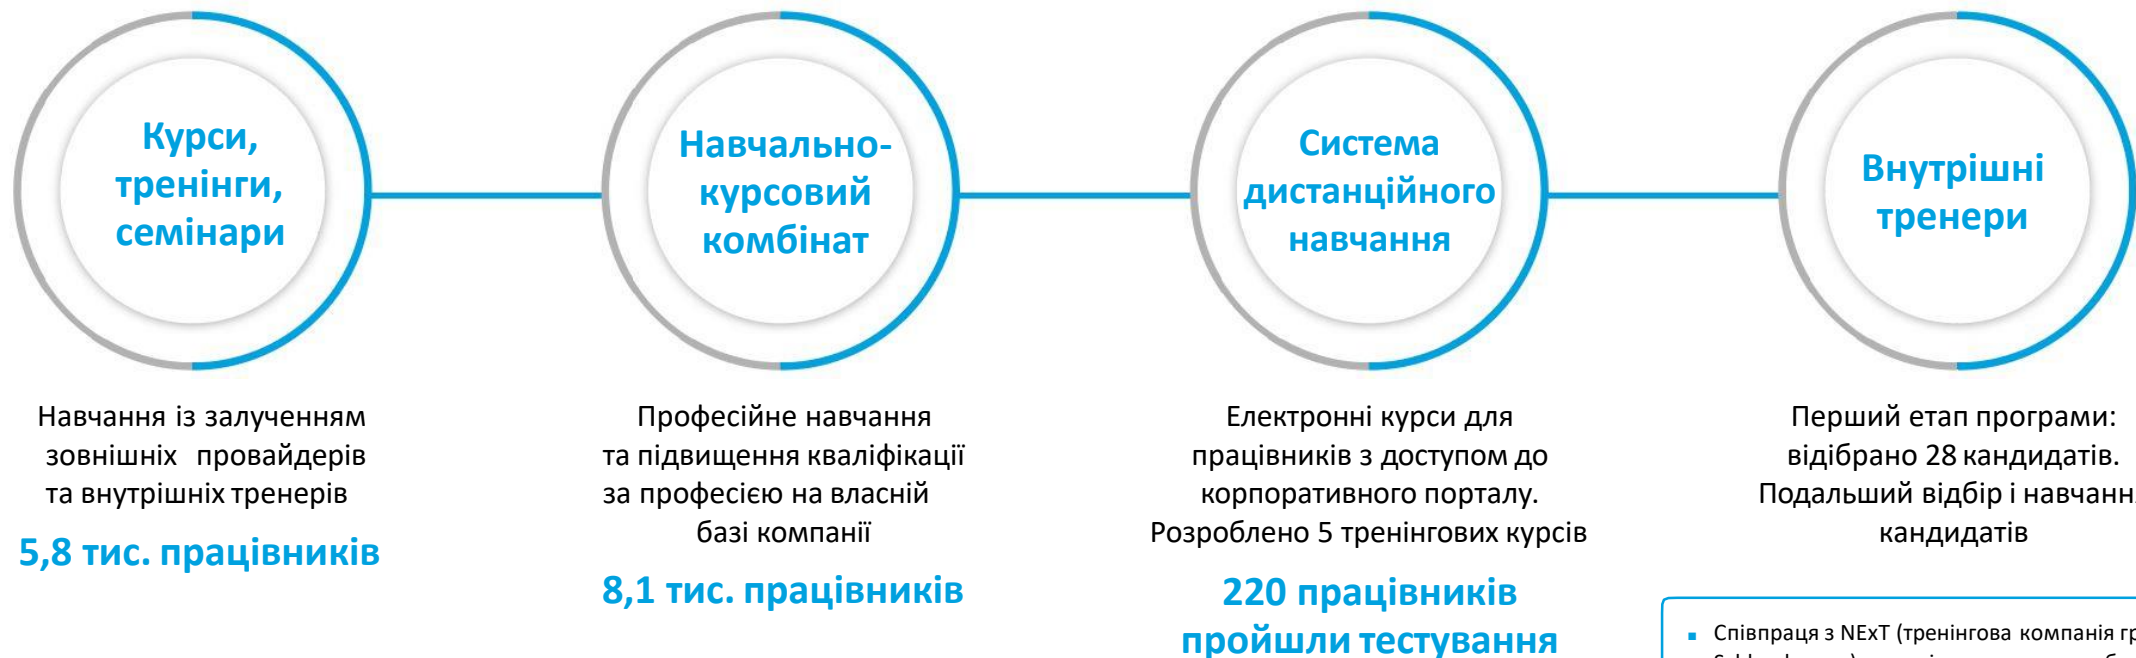 Курси,
тренінги,
семінари
Навчання із залученням
зовнішніх провайдерів
та внутрішніх тренерів
5,8 тис. працівників
Навчально-
курсовий
комбінат
Професійне навчання
та підвищення кваліфікації
за професією на власній
базі компанії
8,1 тис. працівників
Система
дистанційного
навчання
Електронні курси для
працівників з доступом до
корпоративного порталу.
Розроблено 5 тренінгових курсів
220 працівників
пройшли тестування
Внутрішні
тренери
Перший етап програми:
відібрано 28 кандидатів.
Подальший відбір і навчання
кандидатів
▪ Співпраця з NExT (тренінгова компанія